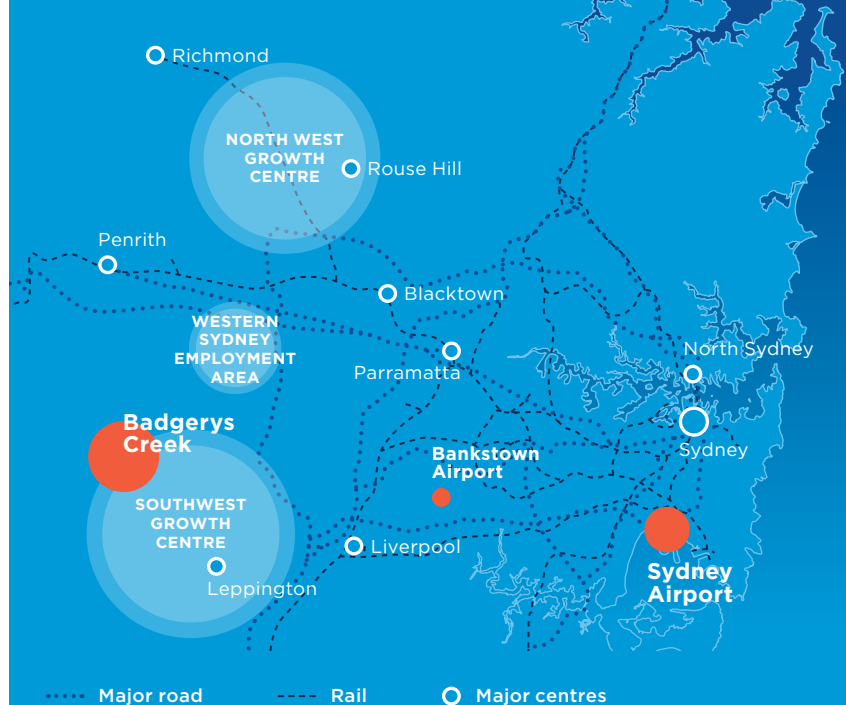 Richmond
NORTH WEST
GROWTH
CENTRE
Rouse Hill
Penrith
Blacktown
WESTERN
SYDNEY
EMPLOYMENT
AREA
North Sydney
Parramatta
Badgerys
Creek
Sydney
Bankstown
Airport
SOUTHWEST
GROWTH
CENTRE
Liverpool
Leppington
Sydney
Airport
Major road
Rail
Major centres